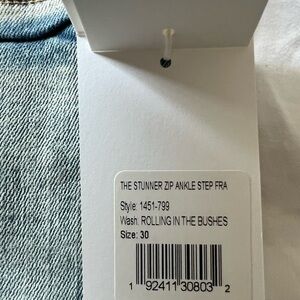 THE STUNNER ZIP ANKLE STEP FRA
Style: 1451-799
Wash: ROLLING IN THE BUSHES
Size: 30
1 92411 30803 2